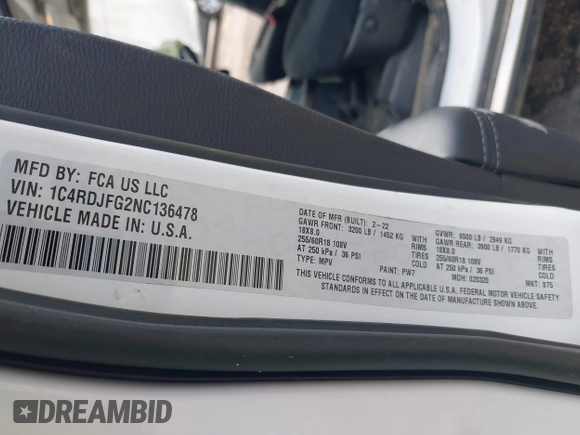 MFD BY: FCA US LLC
VIN: 1C4RDJFG2NC136478
VEHICLE MADE IN: U.S.A.
DATE OF MFR (BUILT): 2-22
GVWR: 6500 LB / 2949 KG
GAWR FRONT: 3200 LB / 1452 KG WITH
18X8.0 RIMS
255/60R18 108V TIRES
AT 250 kPa / 36 PSI COLD
GAWR REAR: 3900 LB / 1770 KG WITH
18X8.0 RIMS
255/60R18 108V TIRES
AT 250 kPa / 36 PSI COLD
TYPE: MPV PAINT: PW7 MDH: 020320 MKT: 875
THIS VEHICLE CONFORMS TO ALL APPLICABLE U.S.A. FEDERAL MOTOR VEHICLE SAFETY
STANDARDS IN EFFECT ON THE DATE OF MANUFACTURE SHOWN ABOVE.
DREAMBID